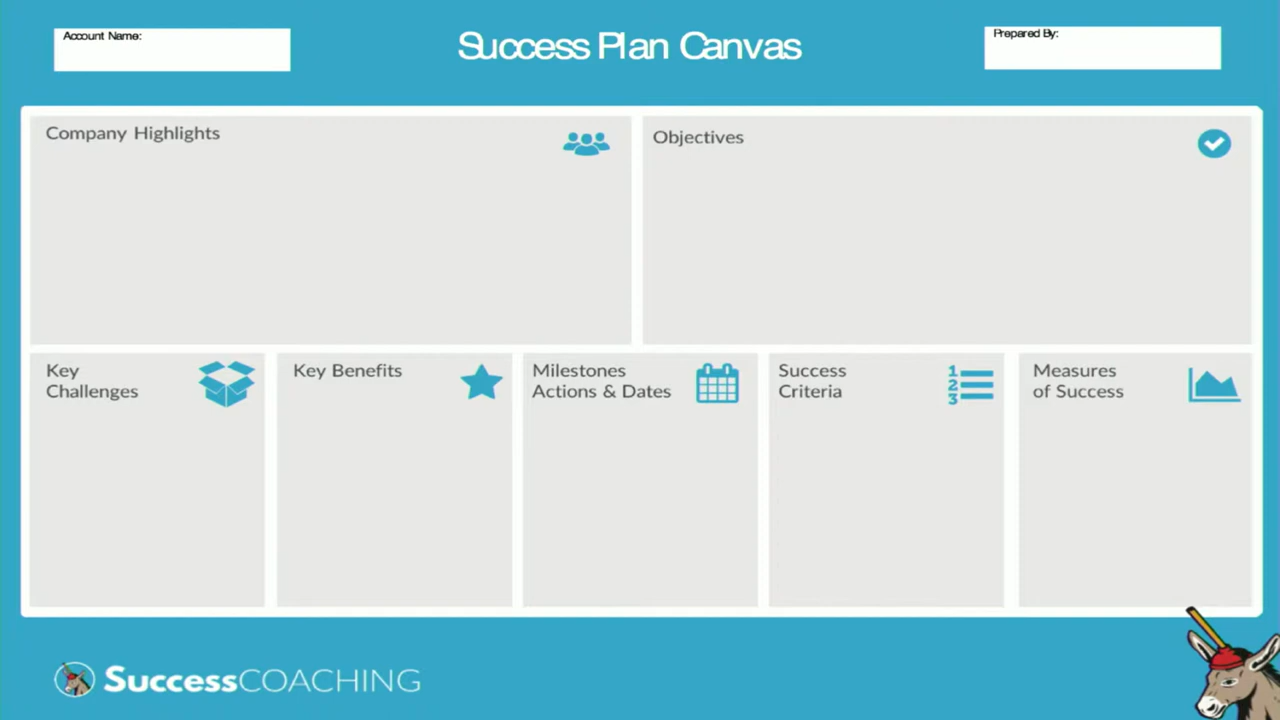 Account Name:
Success Plan Canvas
Prepared By:
Company Highlights
Objectives
Key
Challenges
Key Benefits
Milestones
Actions & Dates
Success
Criteria
1
2
3
Measures
of Success
SuccessCOACHING